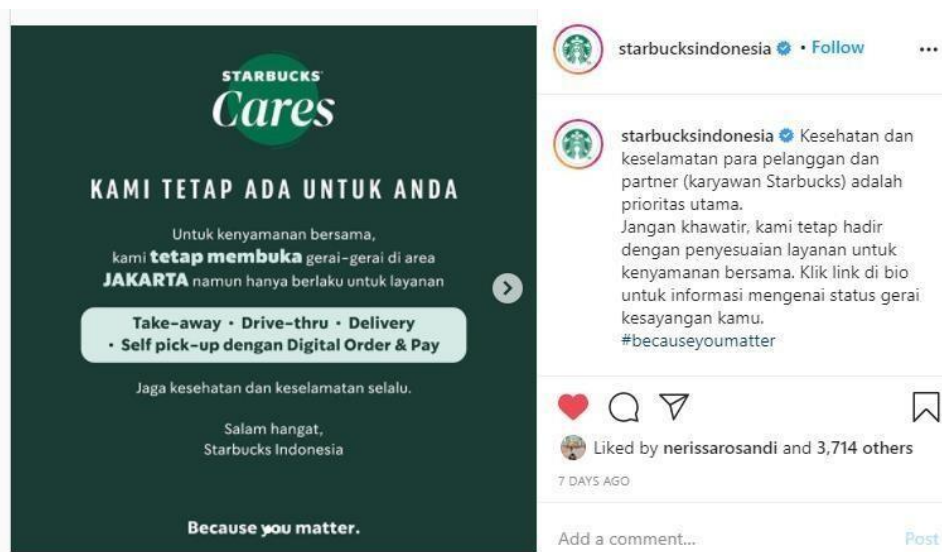 STARBUCKS
Cares
KAMI TETAP ADA UNTUK ANDA
Untuk kenyamanan bersama,
kami tetap membuka gerai-gerai di area
JAKARTA namun hanya berlaku untuk layanan
Take-away · Drive-thru · Delivery
· Self pick-up dengan Digital Order & Pay
Jaga kesehatan dan keselamatan selalu.
Salam hangat,
Starbucks Indonesia
Because you matter.
starbucksindonesia • Follow
starbucksindonesia Kesehatan dan
keselamatan para pelanggan dan
partner (karyawan Starbucks) adalah
prioritas utama.
Jangan khawatir, kami tetap hadir
dengan penyesuaian layanan untuk
kenyamanan bersama. Klik link di bio
untuk informasi mengenai status gerai
kesayangan kamu.
#becauseyoumatter
Liked by nerissarosandi and 3,714 others
7 DAYS AGO
Add a comment... Post